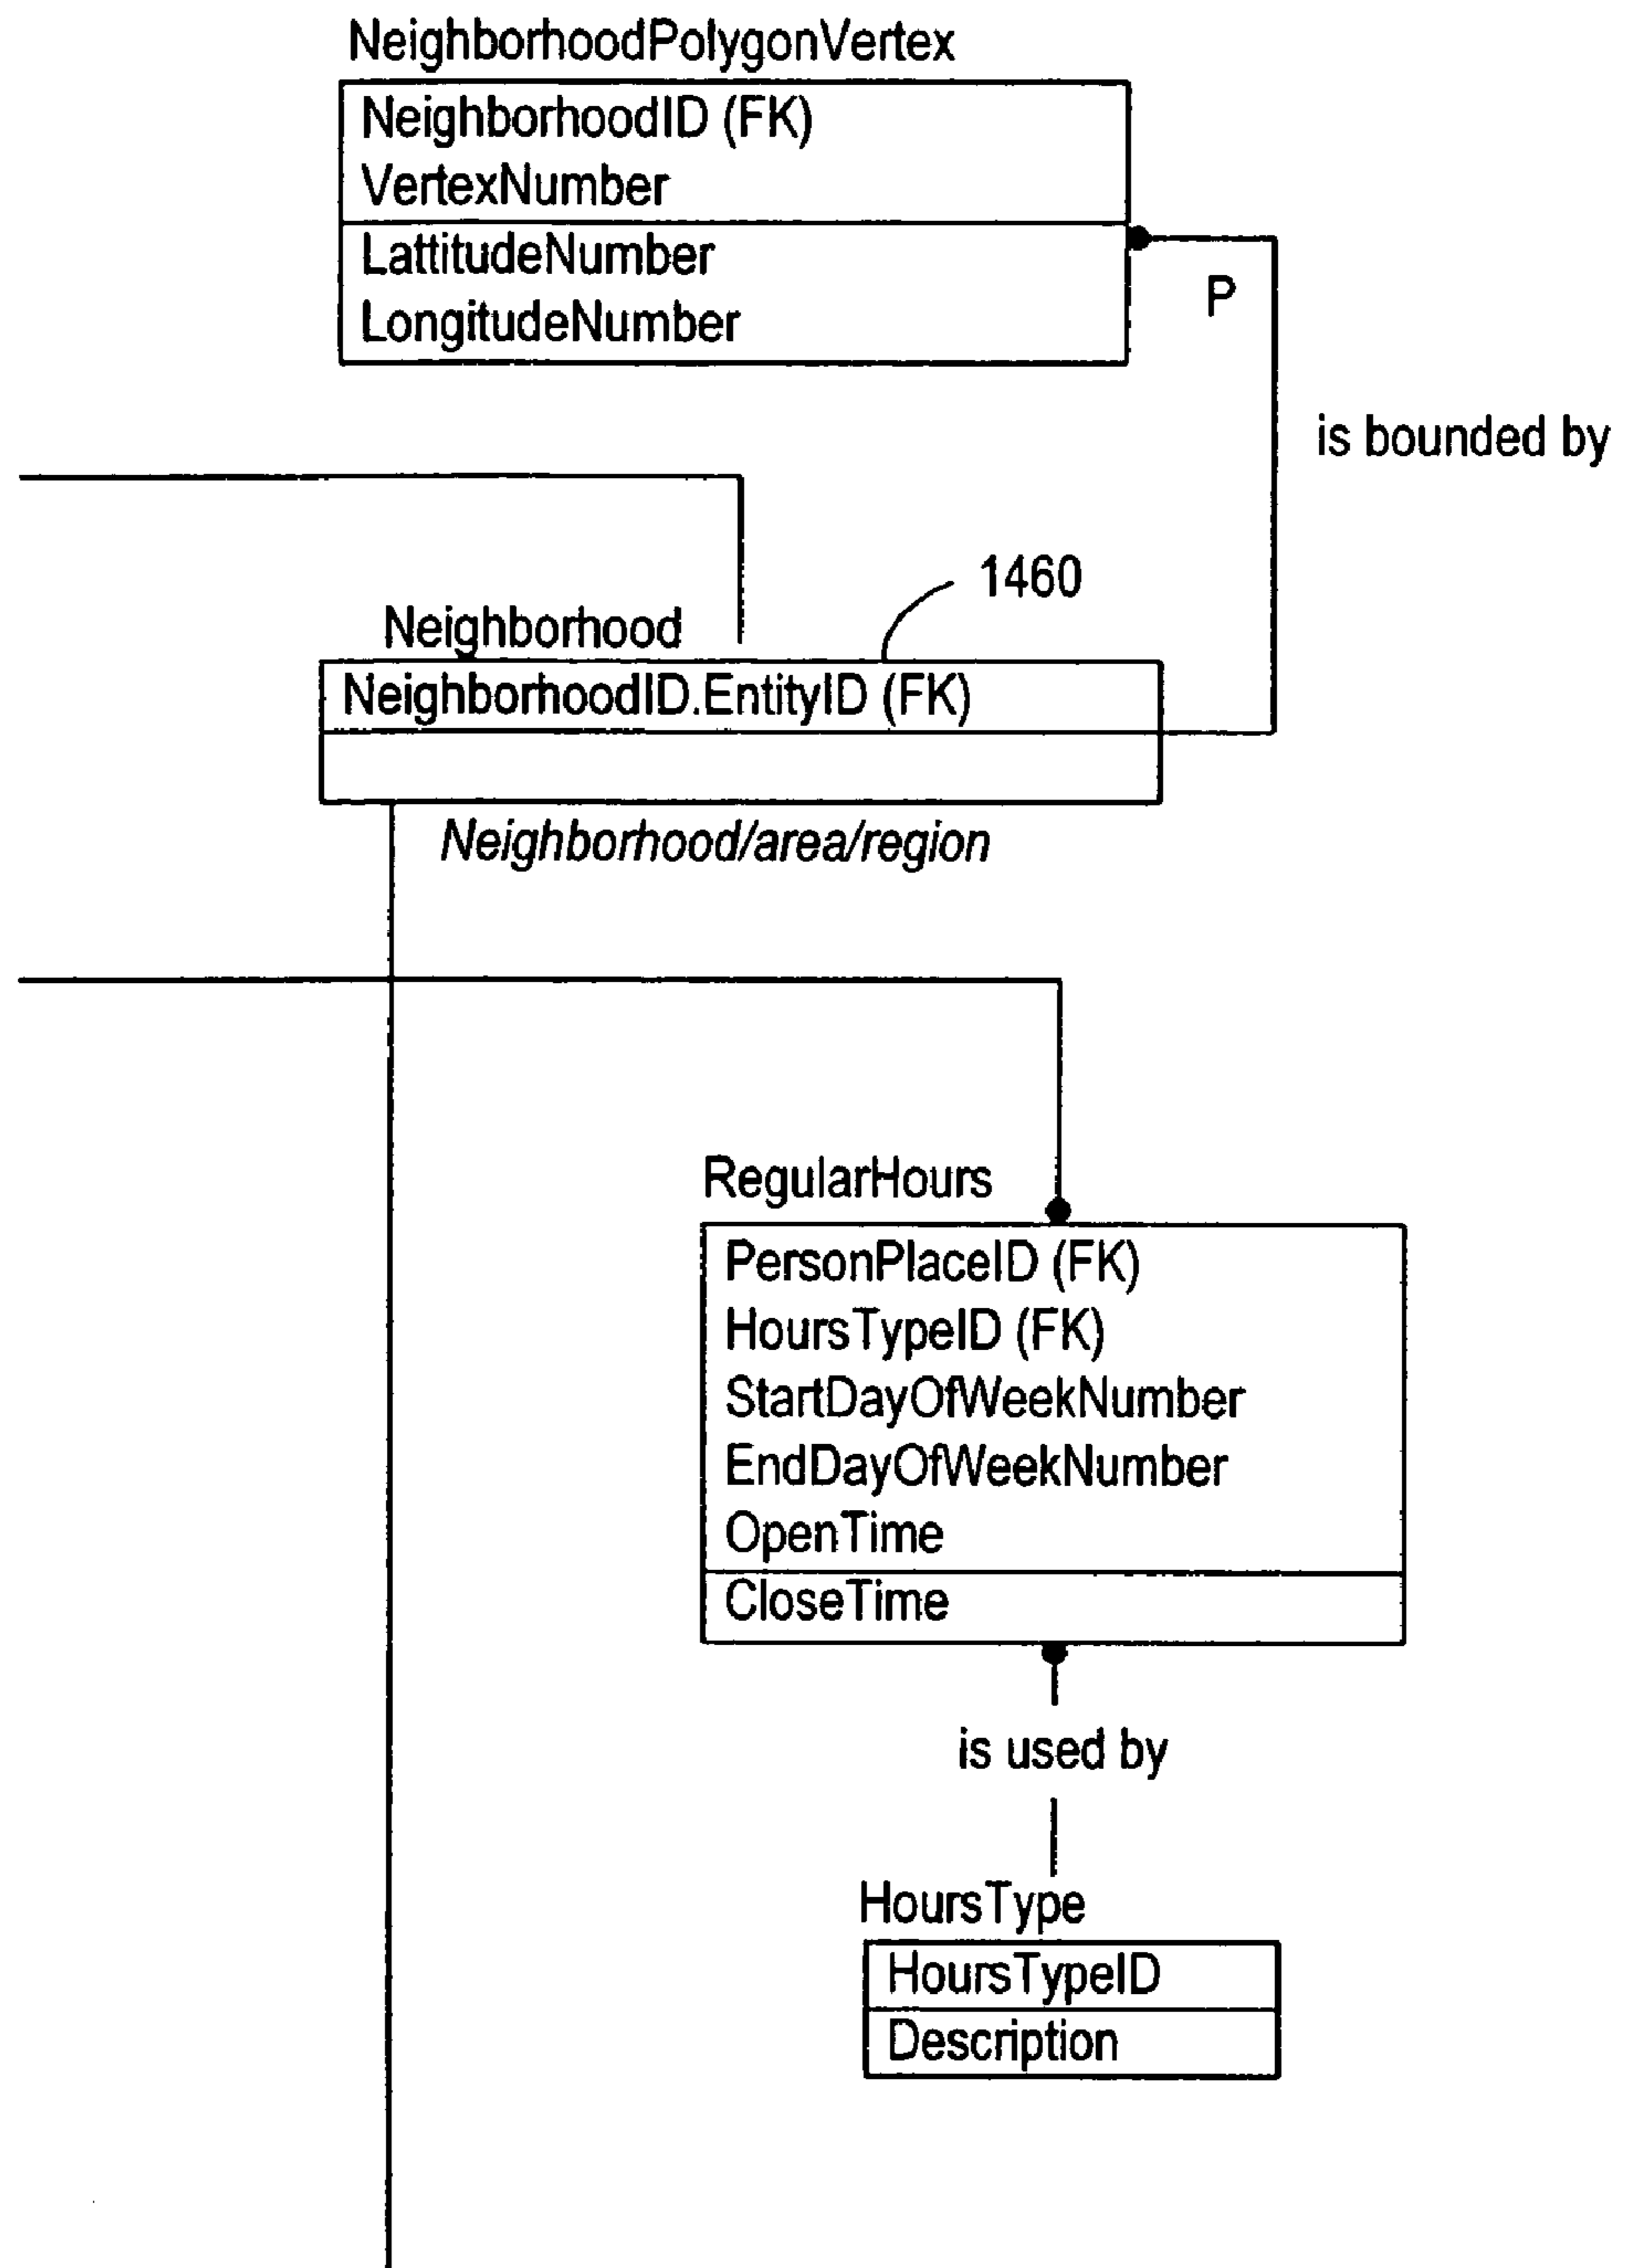 NeighborhoodPolygonVertex
NeighborhoodID (FK)
VertexNumber
LattitudeNumber
LongitudeNumber
P
is bounded by
1460
Neighborhood
NeighborhoodID.EntityID (FK)
Neighborhood/area/region
RegularHours
PersonPlaceID (FK)
HoursTypeID (FK)
StartDayOfWeekNumber
EndDayOfWeekNumber
OpenTime
CloseTime
is used by
HoursType
HoursTypeID
Description